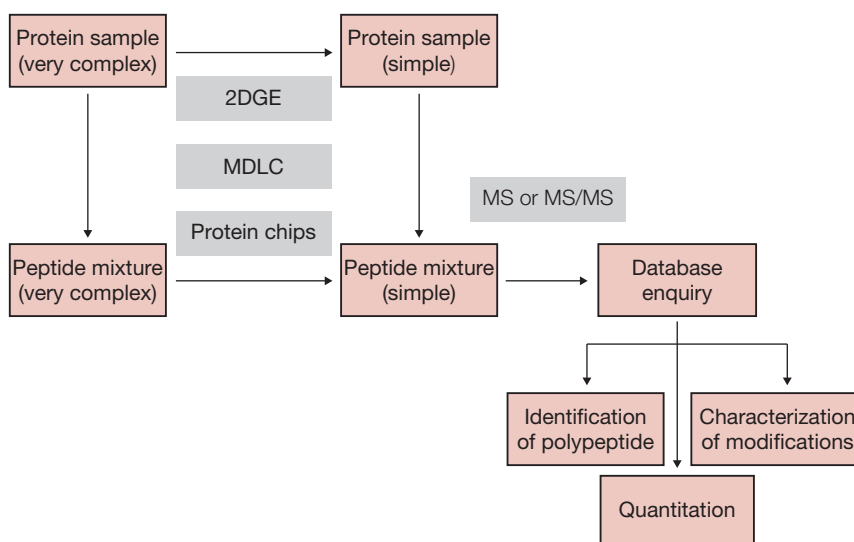 Protein sample
(very complex)
Protein sample
(simple)
2DGE
MDLC
MS or MS/MS
Protein chips
Peptide mixture
(very complex)
Peptide mixture
(simple)
Database
enquiry
Identification
of polypeptide
Characterization
of modifications
Quantitation